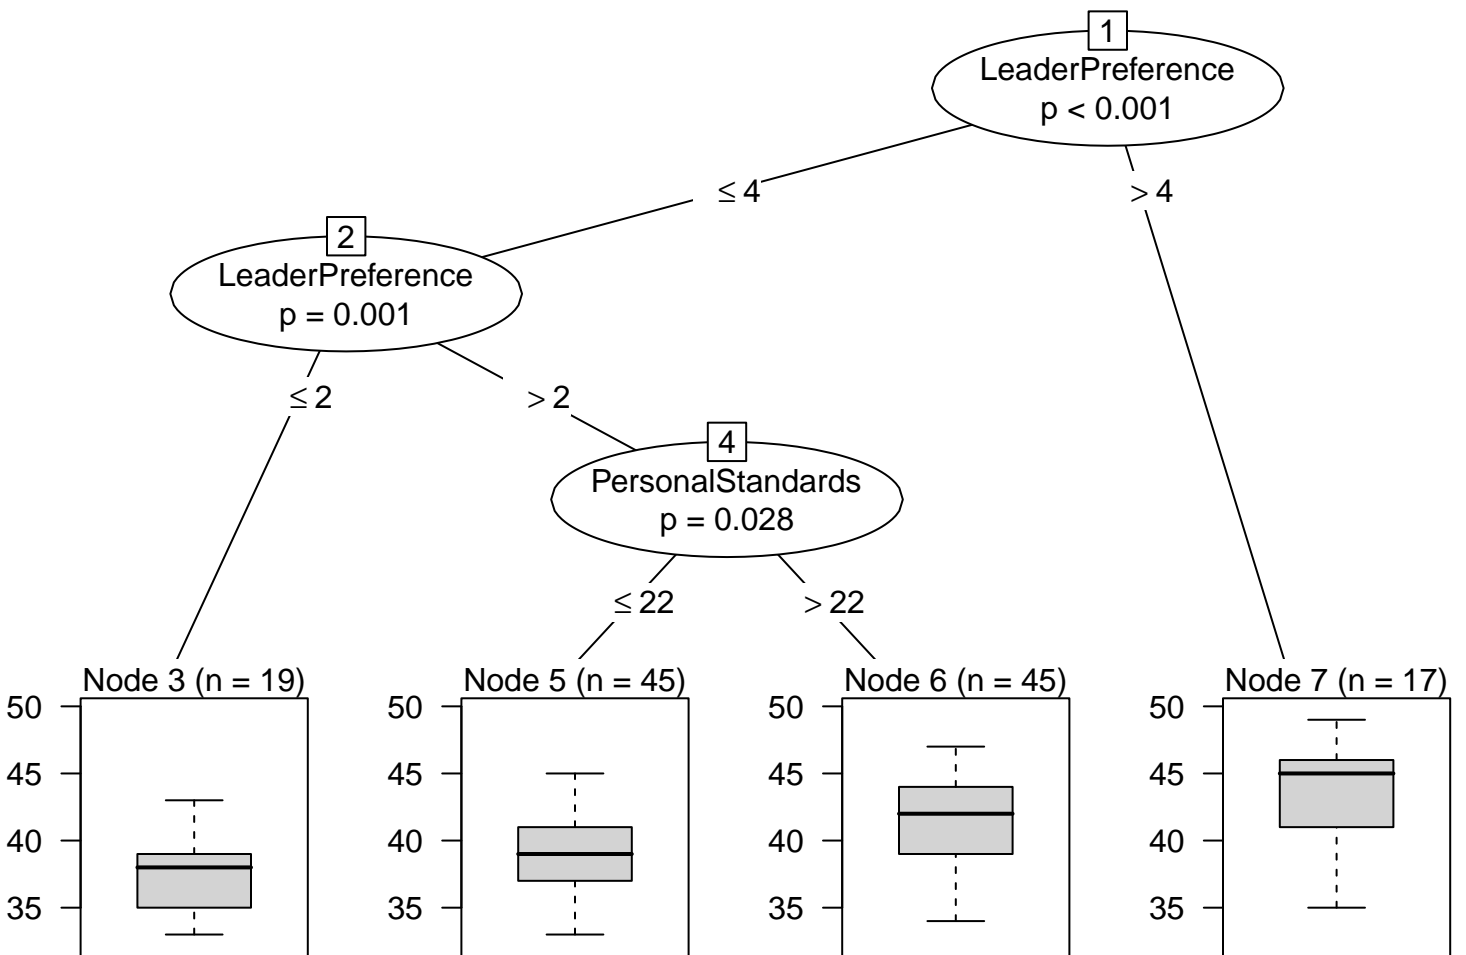 1
LeaderPreference
p < 0.001
≤ 4
> 4
2
LeaderPreference
p = 0.001
≤ 2
> 2
4
PersonalStandards
p = 0.028
≤ 22
> 22
Node 3 (n = 19)
50
45
40
35
Node 5 (n = 45)
50
45
40
35
Node 6 (n = 45)
50
45
40
35
Node 7 (n = 17)
50
45
40
35